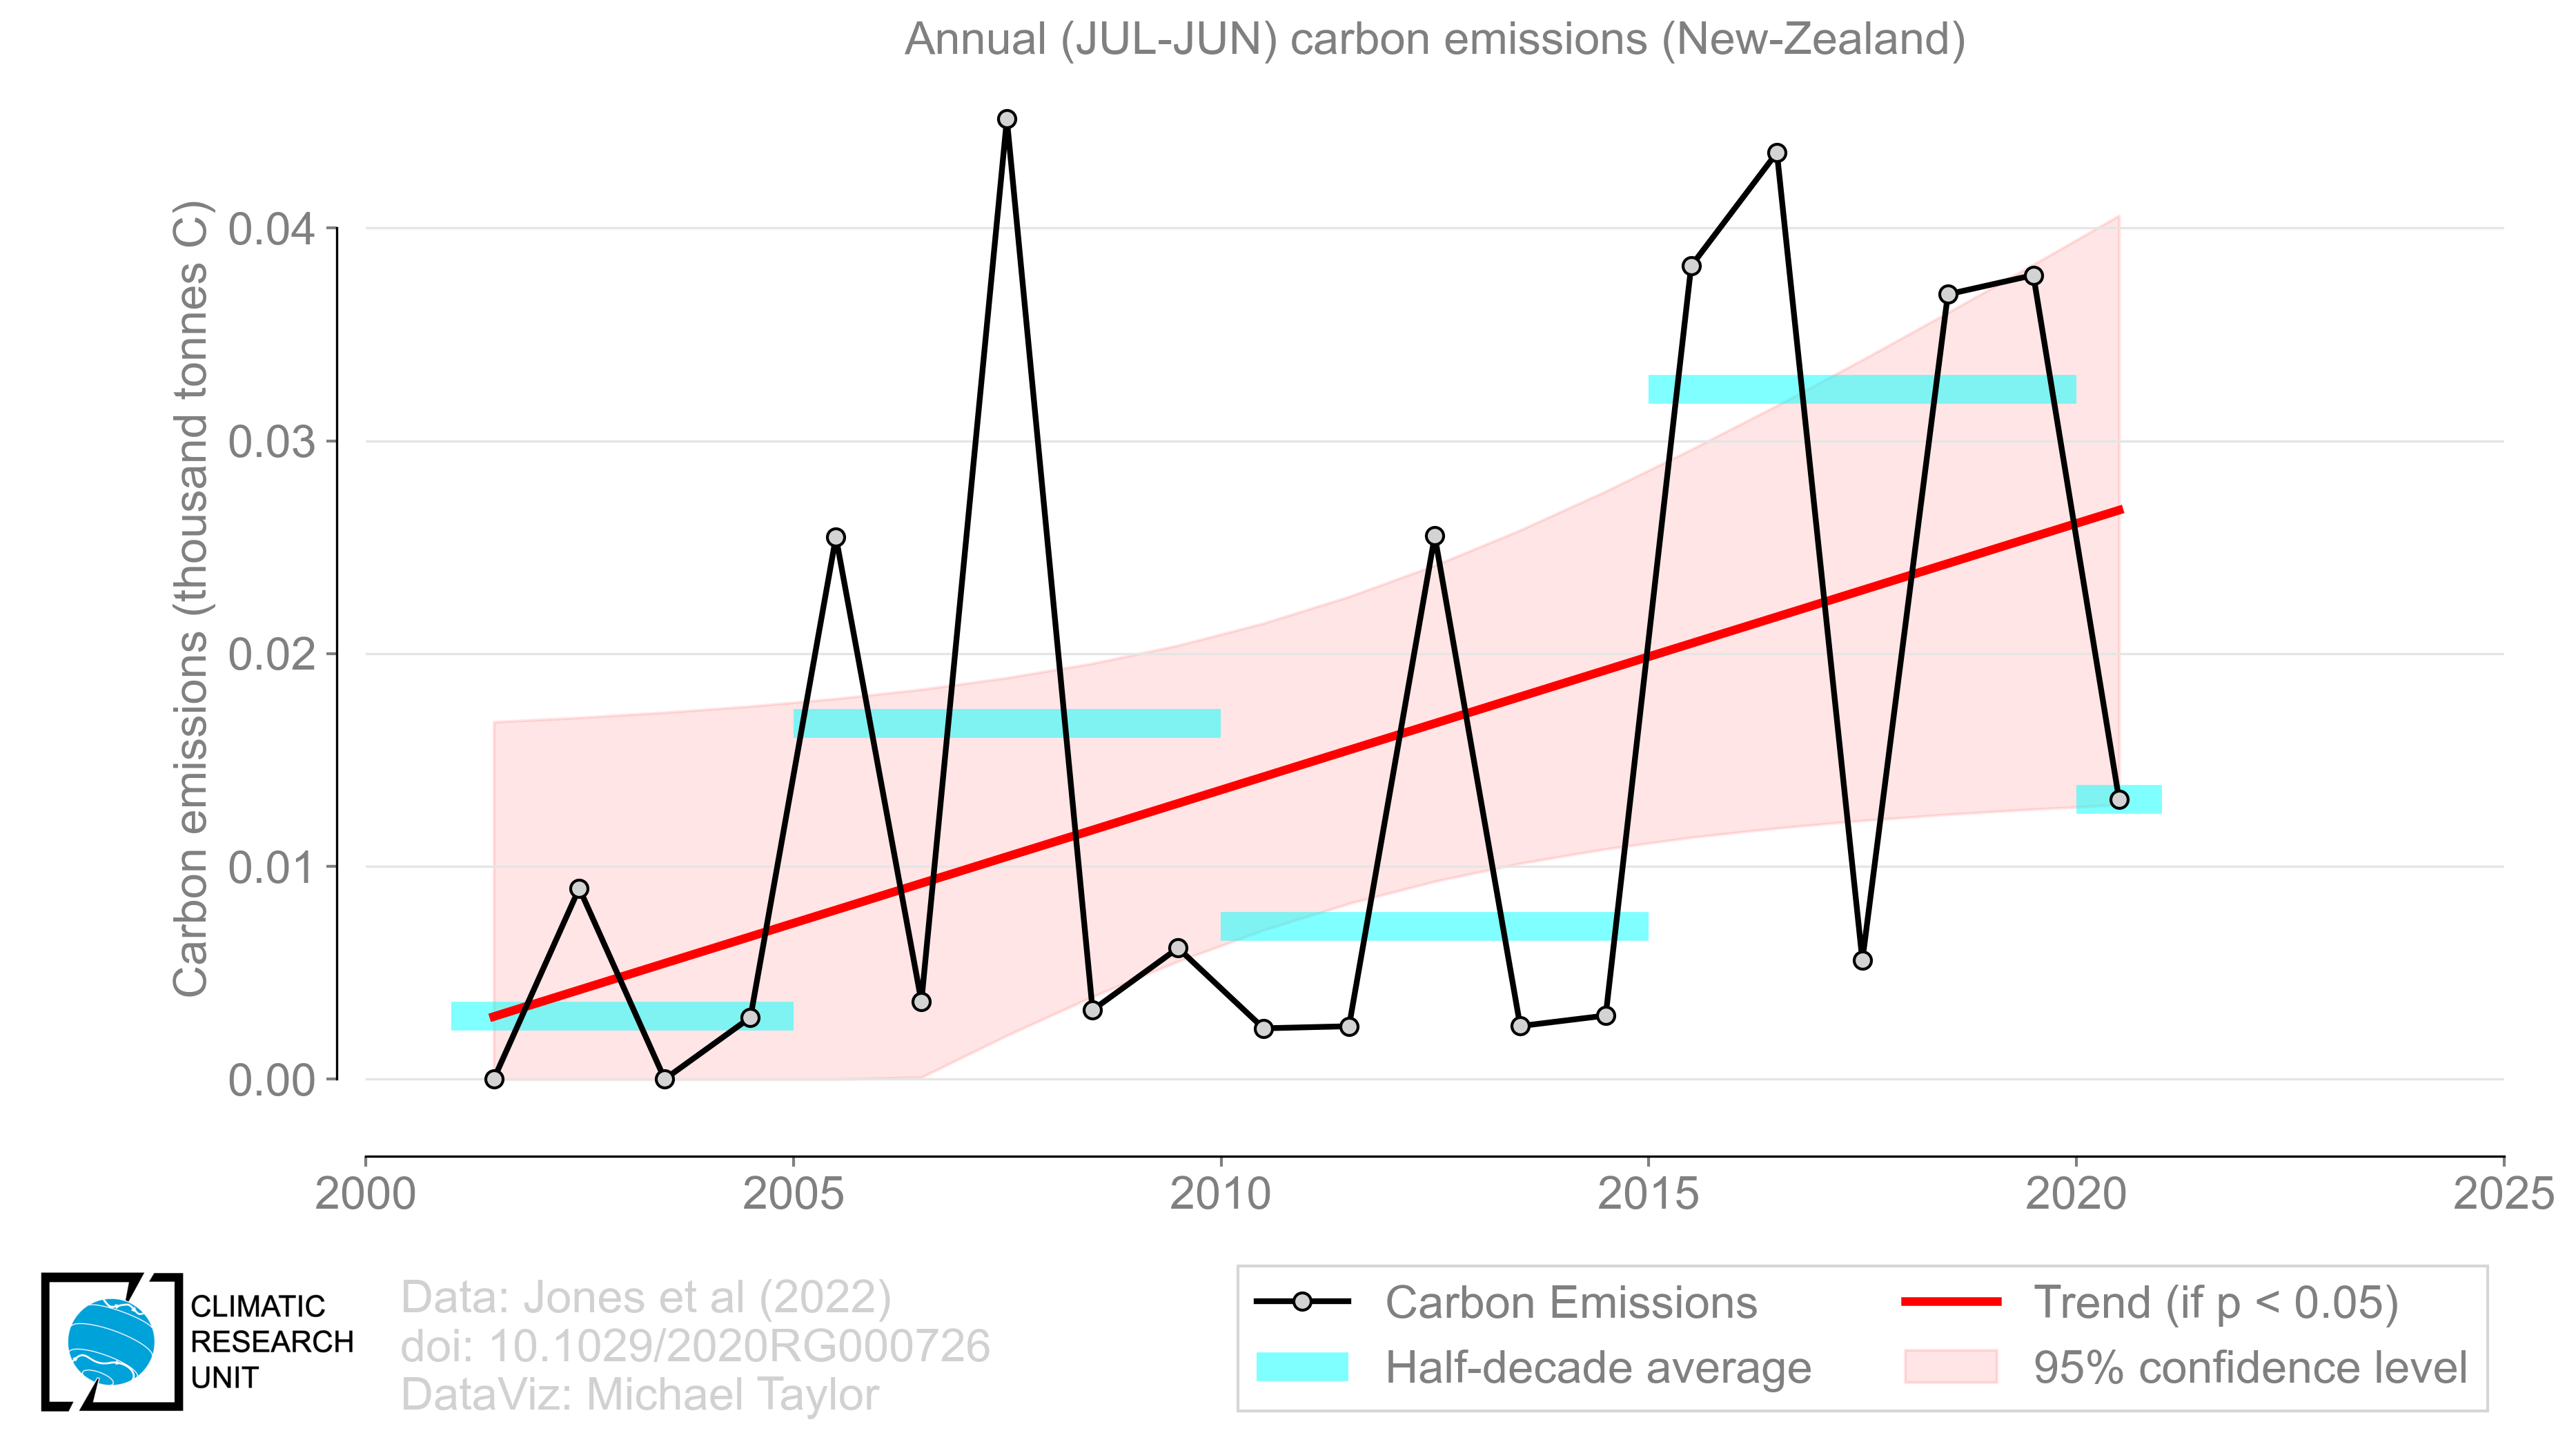 Annual (JUL-JUN) carbon emissions (New-Zealand)
Carbon emissions (thousand tonnes C)
0.04
0.03
0.02
0.01
0.00
2000 2005 2010 2015 2020 2025
CLIMATIC
RESEARCH
UNIT
Data: Jones et al (2022)
doi: 10.1029/2020RG000726
DataViz: Michael Taylor
Carbon Emissions
Half-decade average
Trend (if p < 0.05)
95% confidence level